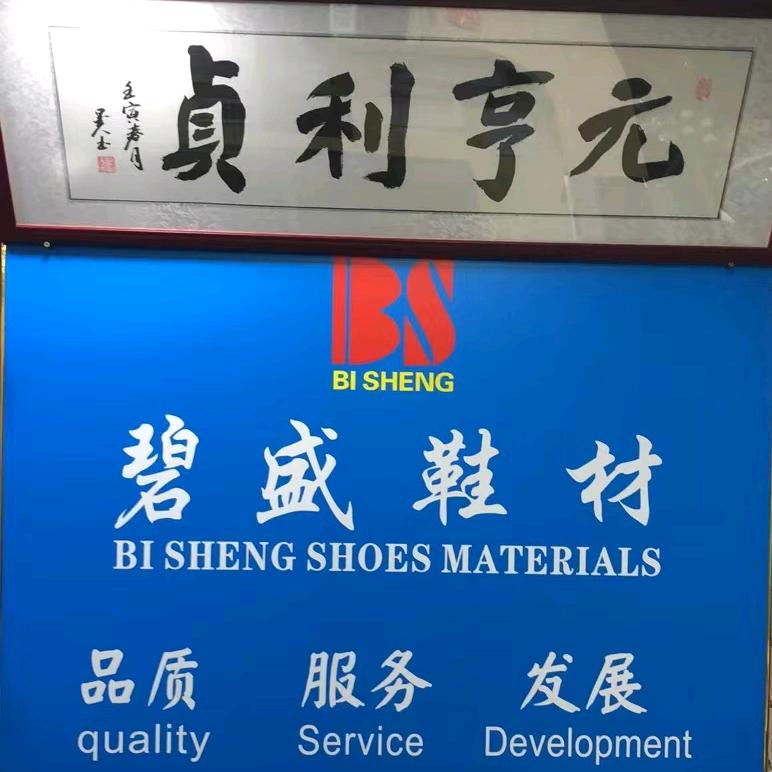 元亨利貞
壬寅春月
BS
BI SHENG
碧盛鞋材
BI SHENG SHOES MATERIALS
品质 服务 发展
quality Service Development